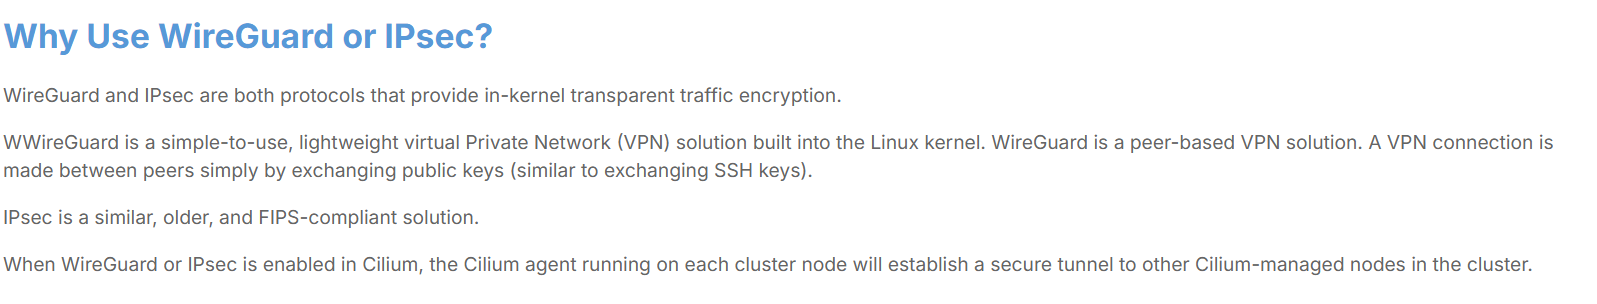 Why Use WireGuard or IPsec?
WireGuard and IPsec are both protocols that provide in-kernel transparent traffic encryption.
WWireGuard is a simple-to-use, lightweight virtual Private Network (VPN) solution built into the Linux kernel. WireGuard is a peer-based VPN solution. A VPN connection is
made between peers simply by exchanging public keys (similar to exchanging SSH keys).
IPsec is a similar, older, and FIPS-compliant solution.
When WireGuard or IPsec is enabled in Cilium, the Cilium agent running on each cluster node will establish a secure tunnel to other Cilium-managed nodes in the cluster.